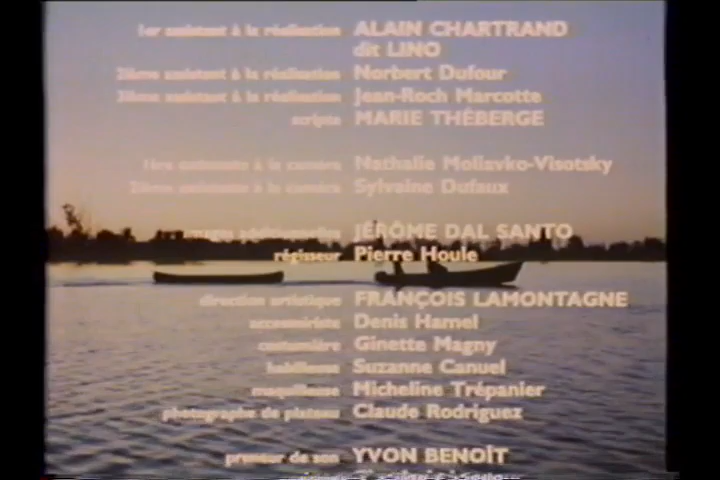 1er assistant à la réalisation ALAIN CHARTRAND
dit LINO
2ième assistant à la réalisation Norbert Dufour
3ième assistant à la réalisation Jean-Roch Marcotte
scripte MARIE THÉBERGE
1ère assistante à la caméra Nathalie Moliavko-Visotsky
2ième assistante à la caméra Sylvaine Dufaux
images additionnelles JÉRÔME DAL SANTO
régisseur Pierre Houle
direction artistique FRANÇOIS LAMONTAGNE
accessoiriste Denis Hamel
costumière Ginette Magny
habilleuse Suzanne Canuel
maquilleuse Micheline Trépanier
photographe de plateau Claude Rodriguez
preneur de son YVON BENOÎT